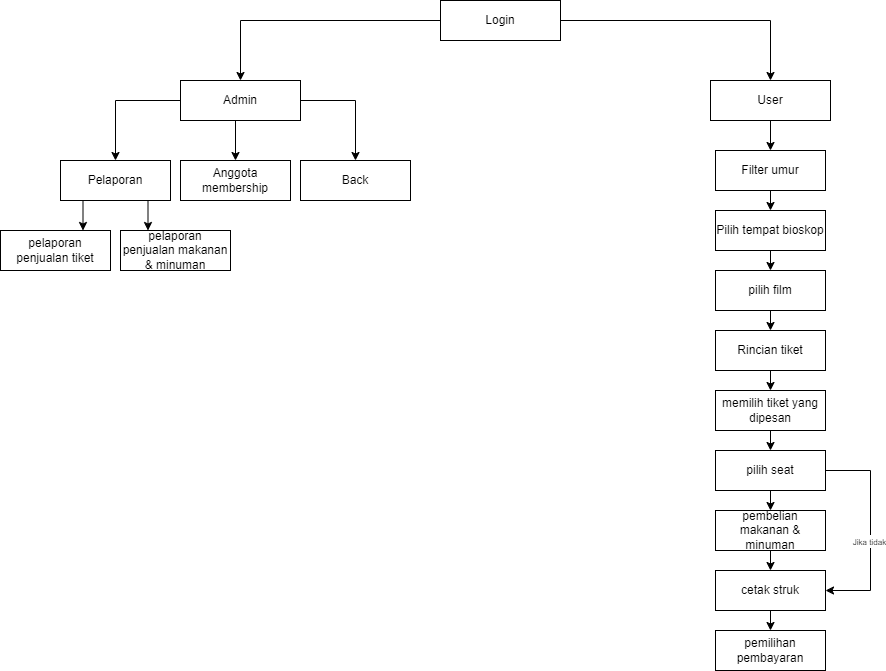 Login
Admin
User
Pelaporan
Anggota
membership
Back
pelaporan
penjualan tiket
pelaporan
penjualan makanan
& minuman
Filter umur
Pilih tempat bioskop
pilih film
Rincian tiket
memilih tiket yang
dipesan
pilih seat
pembelian
makanan &
minuman
Jika tidak
cetak struk
pemilihan
pembayaran